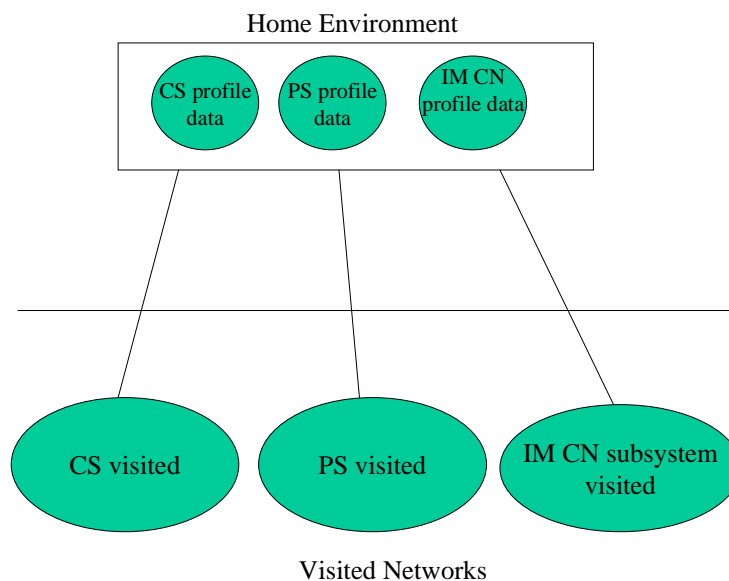 Home Environment
CS profile
data
PS profile
data
IM CN
profile data
CS visited
PS visited
IM CN subsystem
visited
Visited Networks